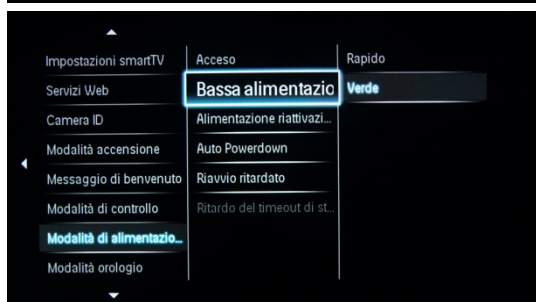 Impostazioni smartTV
Servizi Web
Camera ID
Modalità accensione
Messaggio di benvenuto
Modalità di controllo
Modalità di alimentazio...
Modalità orologio
Acceso
Bassa alimentazio
Alimentazione riattivazi...
Auto Powerdown
Riavvio ritardato
Ritardo del timeout di st...
Rapido
Verde